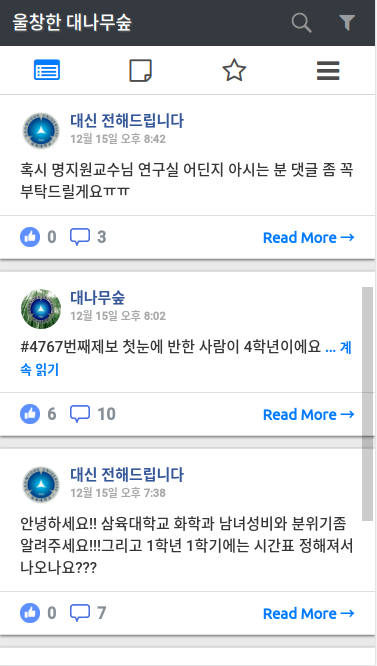 울창한 대나무숲
대신 전해드립니다
12월 15일 오후 8:42
혹시 명지원교수님 연구실 어딘지 아시는 분 댓글 좀 꼭
부탁드릴게요ㅠㅠ
0 3 Read More →
대나무숲
12월 15일 오후 8:02
#4767번째제보 첫눈에 반한 사람이 4학년이에요 ... 계
속 읽기
6 10 Read More →
대신 전해드립니다
12월 15일 오후 7:38
안녕하세요!! 삼육대학교 화학과 남녀성비와 분위기좀
알려주세요!!!그리고 1학년 1학기에는 시간표 정해져서
나오나요???
0 7 Read More →